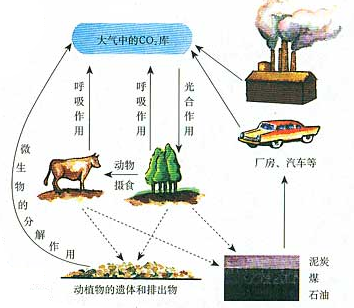 大气中的CO₂库
呼吸作用
呼吸作用
光合作用
微生物的分解作用
动物
摄食
厂房、汽车等
动植物的遗体和排出物
泥炭
煤
石油